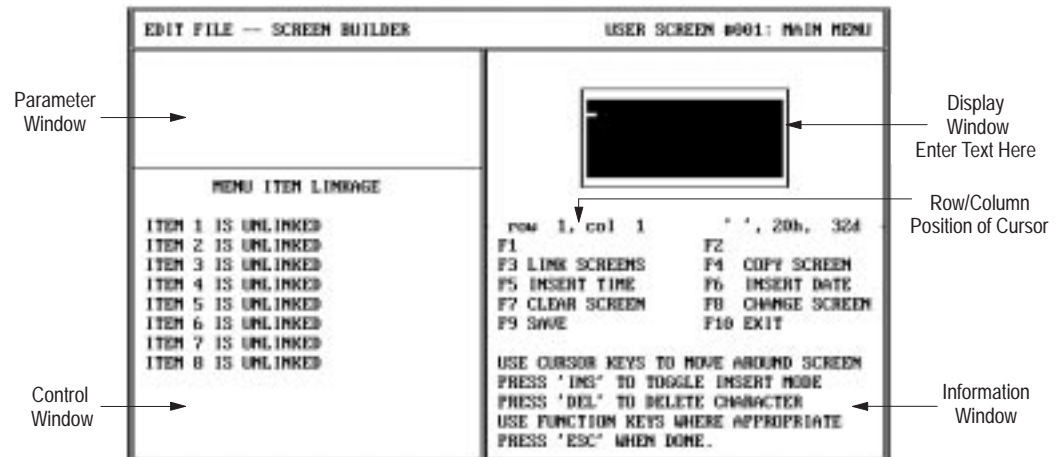 EDIT FILE -- SCREEN BUILDER
USER SCREEN #001: MAIN MENU
Parameter
Window
Display
Window
Enter Text Here
MENU ITEM LINKAGE
ITEM 1 IS UNLINKED
ITEM 2 IS UNLINKED
ITEM 3 IS UNLINKED
ITEM 4 IS UNLINKED
ITEM 5 IS UNLINKED
ITEM 6 IS UNLINKED
ITEM 7 IS UNLINKED
ITEM 8 IS UNLINKED
Control
Window
Row/Column
Position of Cursor
row 1, col 1 ' ', 20h, 32d
F1 F2
F3 LINK SCREENS F4 COPY SCREEN
F5 INSERT TIME F6 INSERT DATE
F7 CLEAR SCREEN F8 CHANGE SCREEN
F9 SAVE F10 EXIT
USE CURSOR KEYS TO MOVE AROUND SCREEN
PRESS 'INS' TO TOGGLE INSERT MODE
PRESS 'DEL' TO DELETE CHARACTER
USE FUNCTION KEYS WHERE APPROPRIATE
PRESS 'ESC' WHEN DONE.
Information
Window